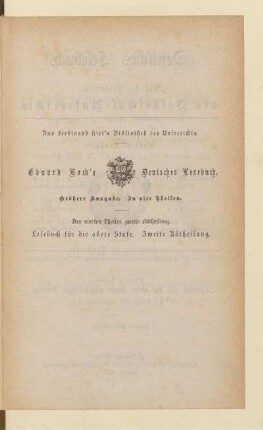 Aus Ferdinand Hirt's Bibliothek des Unterrichts
Eduard Bock's Deutsches Lesebuch.
Größere Ausgabe. In vier Theilen.
Des vierten Theiles zweite Abtheilung.
Lesebuch für die obere Stufe. Zweite Abtheilung.